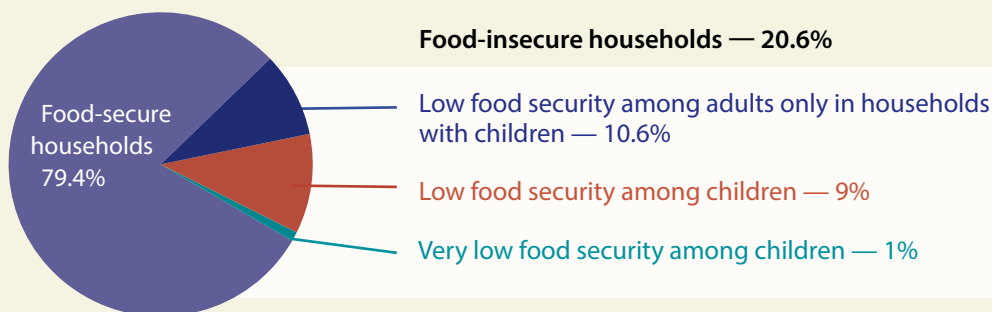 Food-insecure households — 20.6%
Food-secure
households
79.4%
Low food security among adults only in households
with children — 10.6%
Low food security among children — 9%
Very low food security among children — 1%